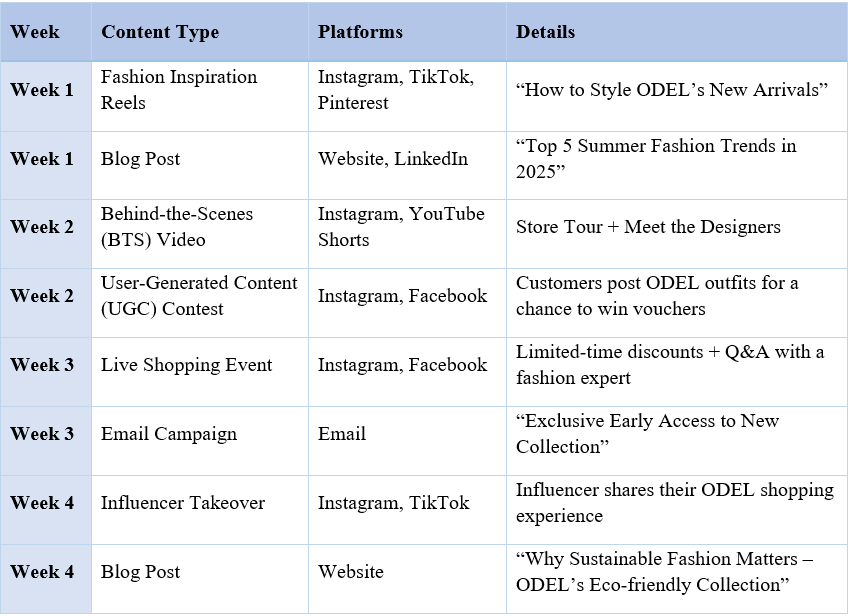 Week Content Type Platforms Details
Week 1 Fashion Inspiration Reels Instagram, TikTok, Pinterest “How to Style ODEL’s New Arrivals”
Week 1 Blog Post Website, LinkedIn “Top 5 Summer Fashion Trends in 2025”
Week 2 Behind-the-Scenes (BTS) Video Instagram, YouTube Shorts Store Tour + Meet the Designers
Week 2 User-Generated Content (UGC) Contest Instagram, Facebook Customers post ODEL outfits for a chance to win vouchers
Week 3 Live Shopping Event Instagram, Facebook Limited-time discounts + Q&A with a fashion expert
Week 3 Email Campaign Email “Exclusive Early Access to New Collection”
Week 4 Influencer Takeover Instagram, TikTok Influencer shares their ODEL shopping experience
Week 4 Blog Post Website “Why Sustainable Fashion Matters – ODEL’s Eco-friendly Collection”